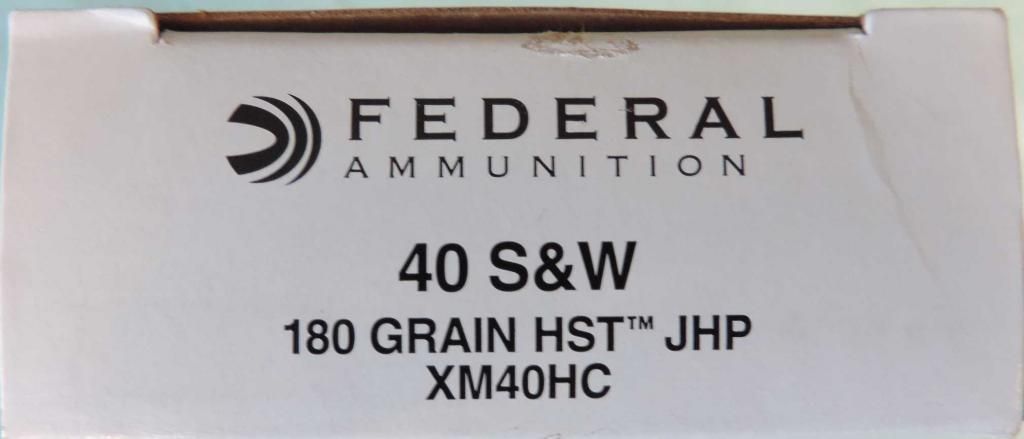 FEDERAL
AMMUNITION
40 S&W
180 GRAIN HST™ JHP
XM40HC